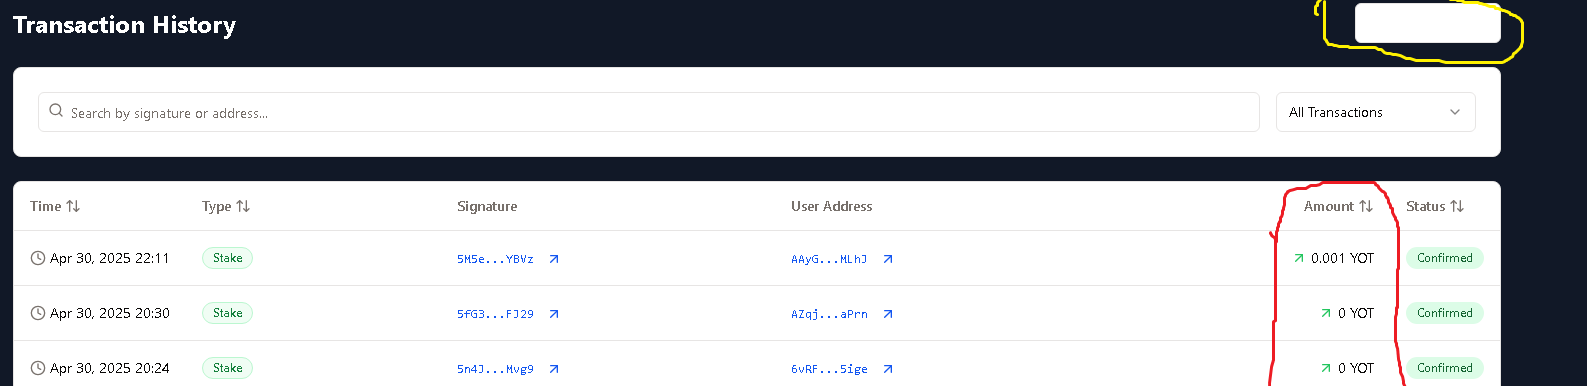 Transaction History
Search by signature or address...
All Transactions
Time Type Signature User Address Amount Status
Apr 30, 2025 22:11 Stake 5M5e...YBVz AAyG...MLhJ 0.001 YOT Confirmed
Apr 30, 2025 20:30 Stake 5fG3...FJ29 AZqj...aPrn 0 YOT Confirmed
Apr 30, 2025 20:24 Stake 5n4J...Mvg9 6vRF...5ige 0 YOT Confirmed